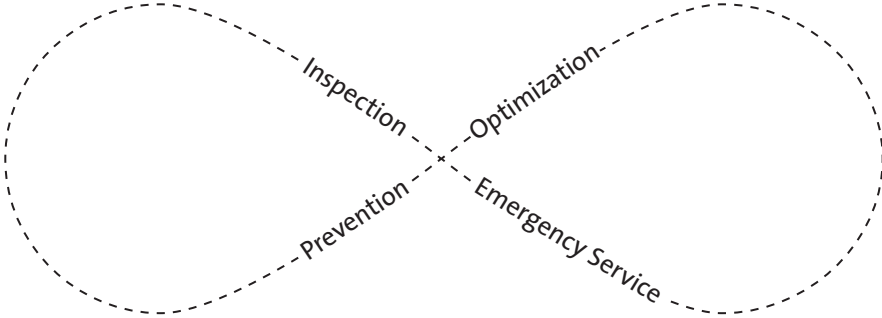 Inspection
Optimization
Prevention
Emergency Service